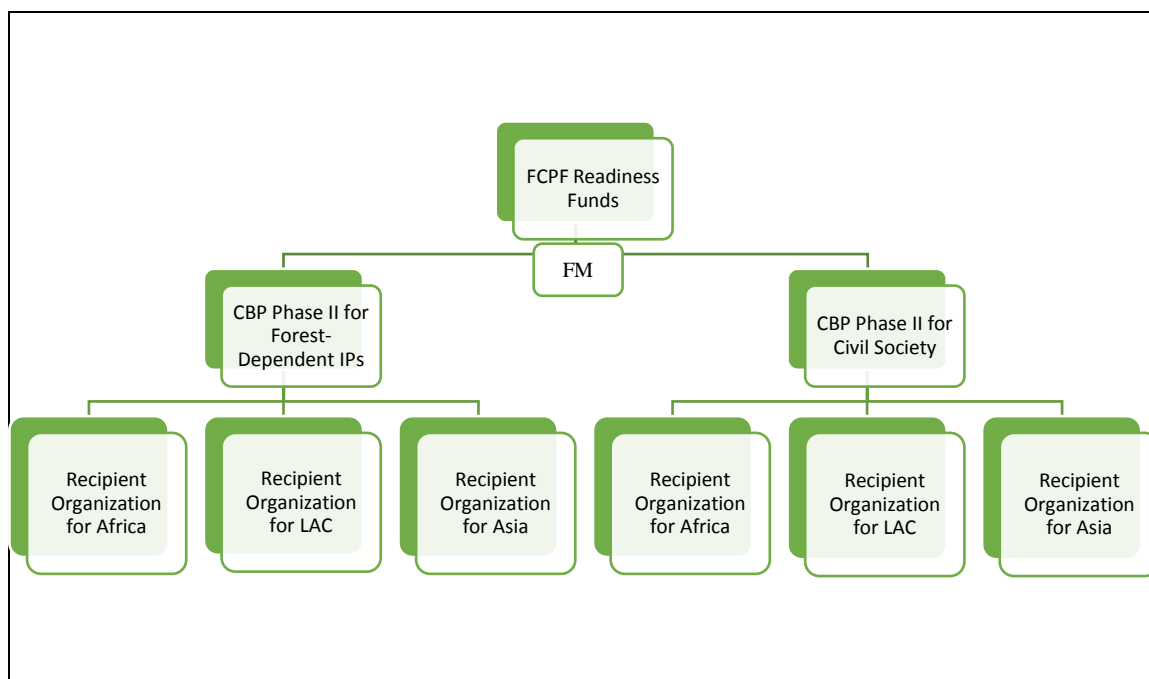 FCPF Readiness
Funds
FM
CBP Phase II for
Forest-
Dependent IPs
CBP Phase II for
Civil Society
Recipient
Organization
for Africa
Recipient
Organization
for LAC
Recipient
Organization
for Asia
Recipient
Organization
for Africa
Recipient
Organization
for LAC
Recipient
Organization
for Asia